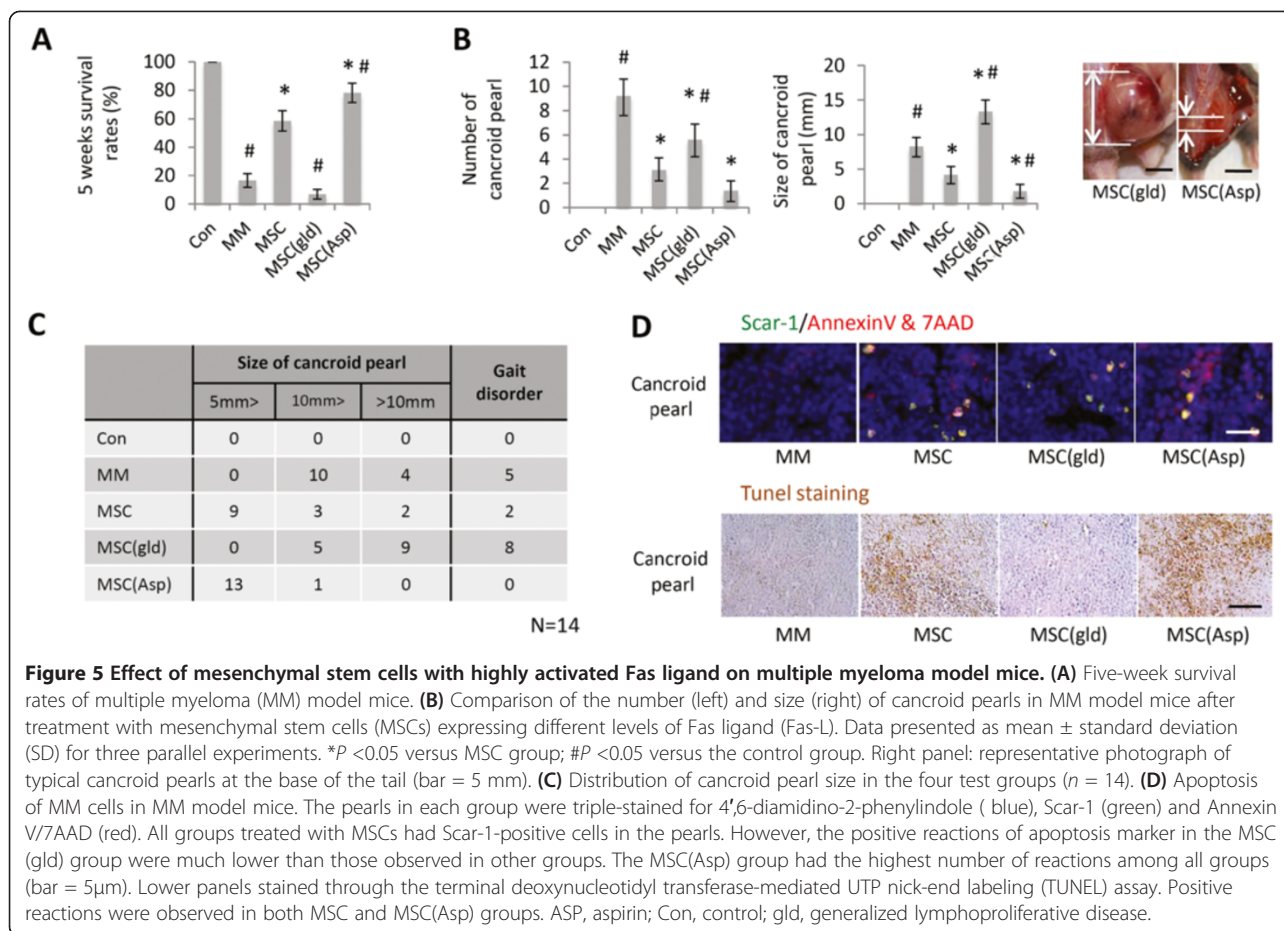 A
5 weeks survival
rates (%)
100
80
60
40
20
0
#
*
#
* #
Con
MM
MSC
MSC(gld)
MSC(Asp)
B
Number of
cancroid pearl
12
10
8
6
4
2
0
#
*
* #
*
Con
MM
MSC
MSC(gld)
MSC(Asp)
Size of cancroid
pearl (mm)
20
15
10
5
0
#
*
* #
* #
Con
MM
MSC
MSC(gld)
MSC(Asp)
MSC(gld) MSC(Asp)
C
Size of cancroid pearl Gait disorder
5mm> 10mm> >10mm
Con 0 0 0 0
MM 0 10 4 5
MSC 9 3 2 2
MSC(gld) 0 5 9 8
MSC(Asp) 13 1 0 0
N=14
D
Scar-1/AnnexinV & 7AAD
Cancroid
pearl
MM MSC MSC(gld) MSC(Asp)
Tunel staining
Cancroid
pearl
MM MSC MSC(gld) MSC(Asp)
Figure 5 Effect of mesenchymal stem cells with highly activated Fas ligand on multiple myeloma model mice. (A) Five-week survival
rates of multiple myeloma (MM) model mice. (B) Comparison of the number (left) and size (right) of cancroid pearls in MM model mice after
treatment with mesenchymal stem cells (MSCs) expressing different levels of Fas ligand (Fas-L). Data presented as mean ± standard deviation
(SD) for three parallel experiments. *P <0.05 versus MSC group; #P <0.05 versus the control group. Right panel: representative photograph of
typical cancroid pearls at the base of the tail (bar = 5 mm). (C) Distribution of cancroid pearl size in the four test groups (n = 14). (D) Apoptosis
of MM cells in MM model mice. The pearls in each group were triple-stained for 4′,6-diamidino-2-phenylindole ( blue), Scar-1 (green) and Annexin
V/7AAD (red). All groups treated with MSCs had Scar-1-positive cells in the pearls. However, the positive reactions of apoptosis marker in the MSC
(gld) group were much lower than those observed in other groups. The MSC(Asp) group had the highest number of reactions among all groups
(bar = 5μm). Lower panels stained through the terminal deoxynucleotidyl transferase-mediated UTP nick-end labeling (TUNEL) assay. Positive
reactions were observed in both MSC and MSC(Asp) groups. ASP, aspirin; Con, control; gld, generalized lymphoproliferative disease.